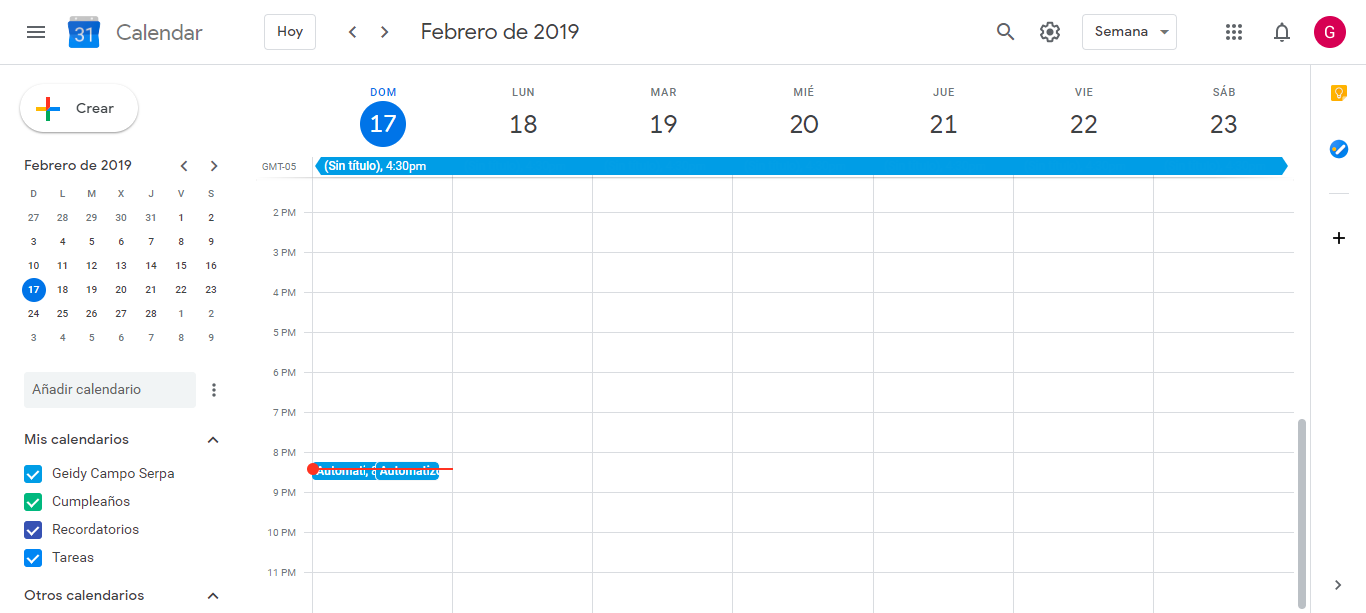 31 Calendar Hoy Febrero de 2019 Semana G
Crear
DOM LUN MAR MIÉ JUE VIE SÁB
17 18 19 20 21 22 23
GMT-05 (Sin título), 4:30pm
Febrero de 2019
D L M X J V S
27 28 29 30 31 1 2
3 4 5 6 7 8 9
10 11 12 13 14 15 16
17 18 19 20 21 22 23
24 25 26 27 28 1 2
3 4 5 6 7 8 9
Añadir calendario
Mis calendarios
Geidy Campo Serpa
Cumpleaños
Recordatorios
Tareas
Otros calendarios
2 PM
3 PM
4 PM
5 PM
6 PM
7 PM
8 PM
Automati, 8 Automatizo
9 PM
10 PM
11 PM